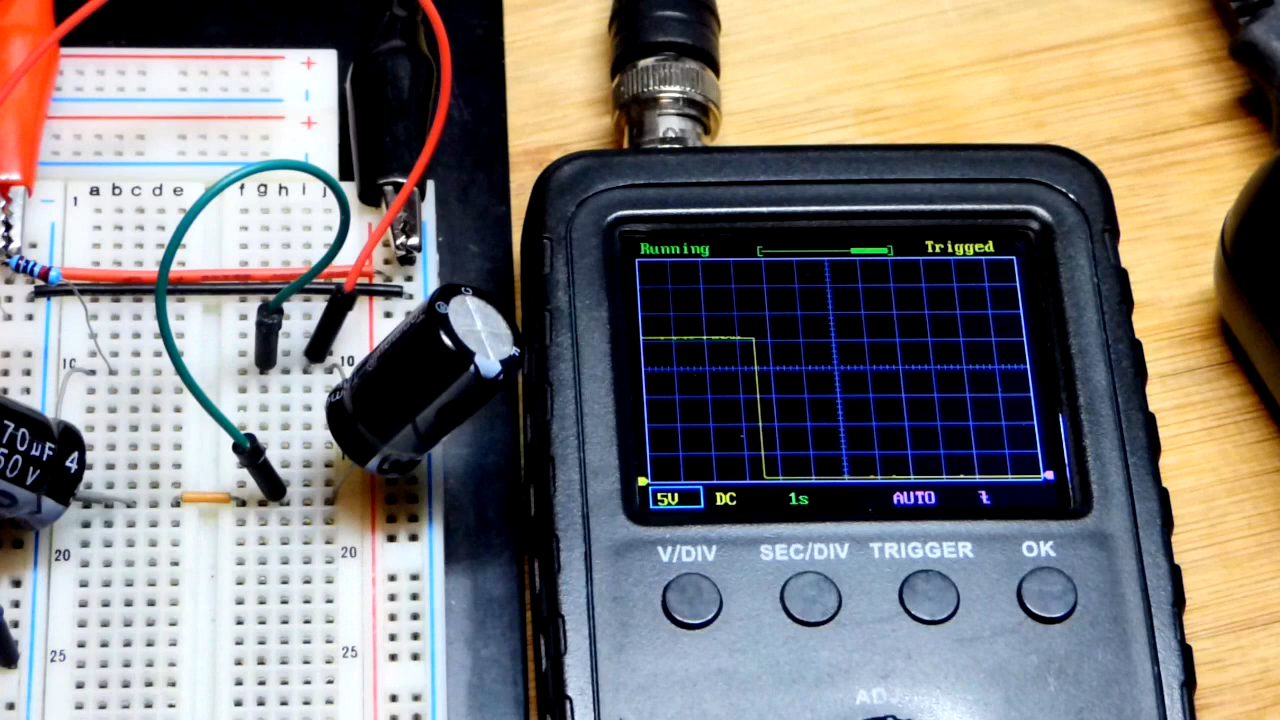 +
+
a b c d e f g h i j
1
Running Trigged
10 10
70µF 4
50V
5V DC 1s AUTO
V/DIV SEC/DIV TRIGGER OK
20 20
25 25